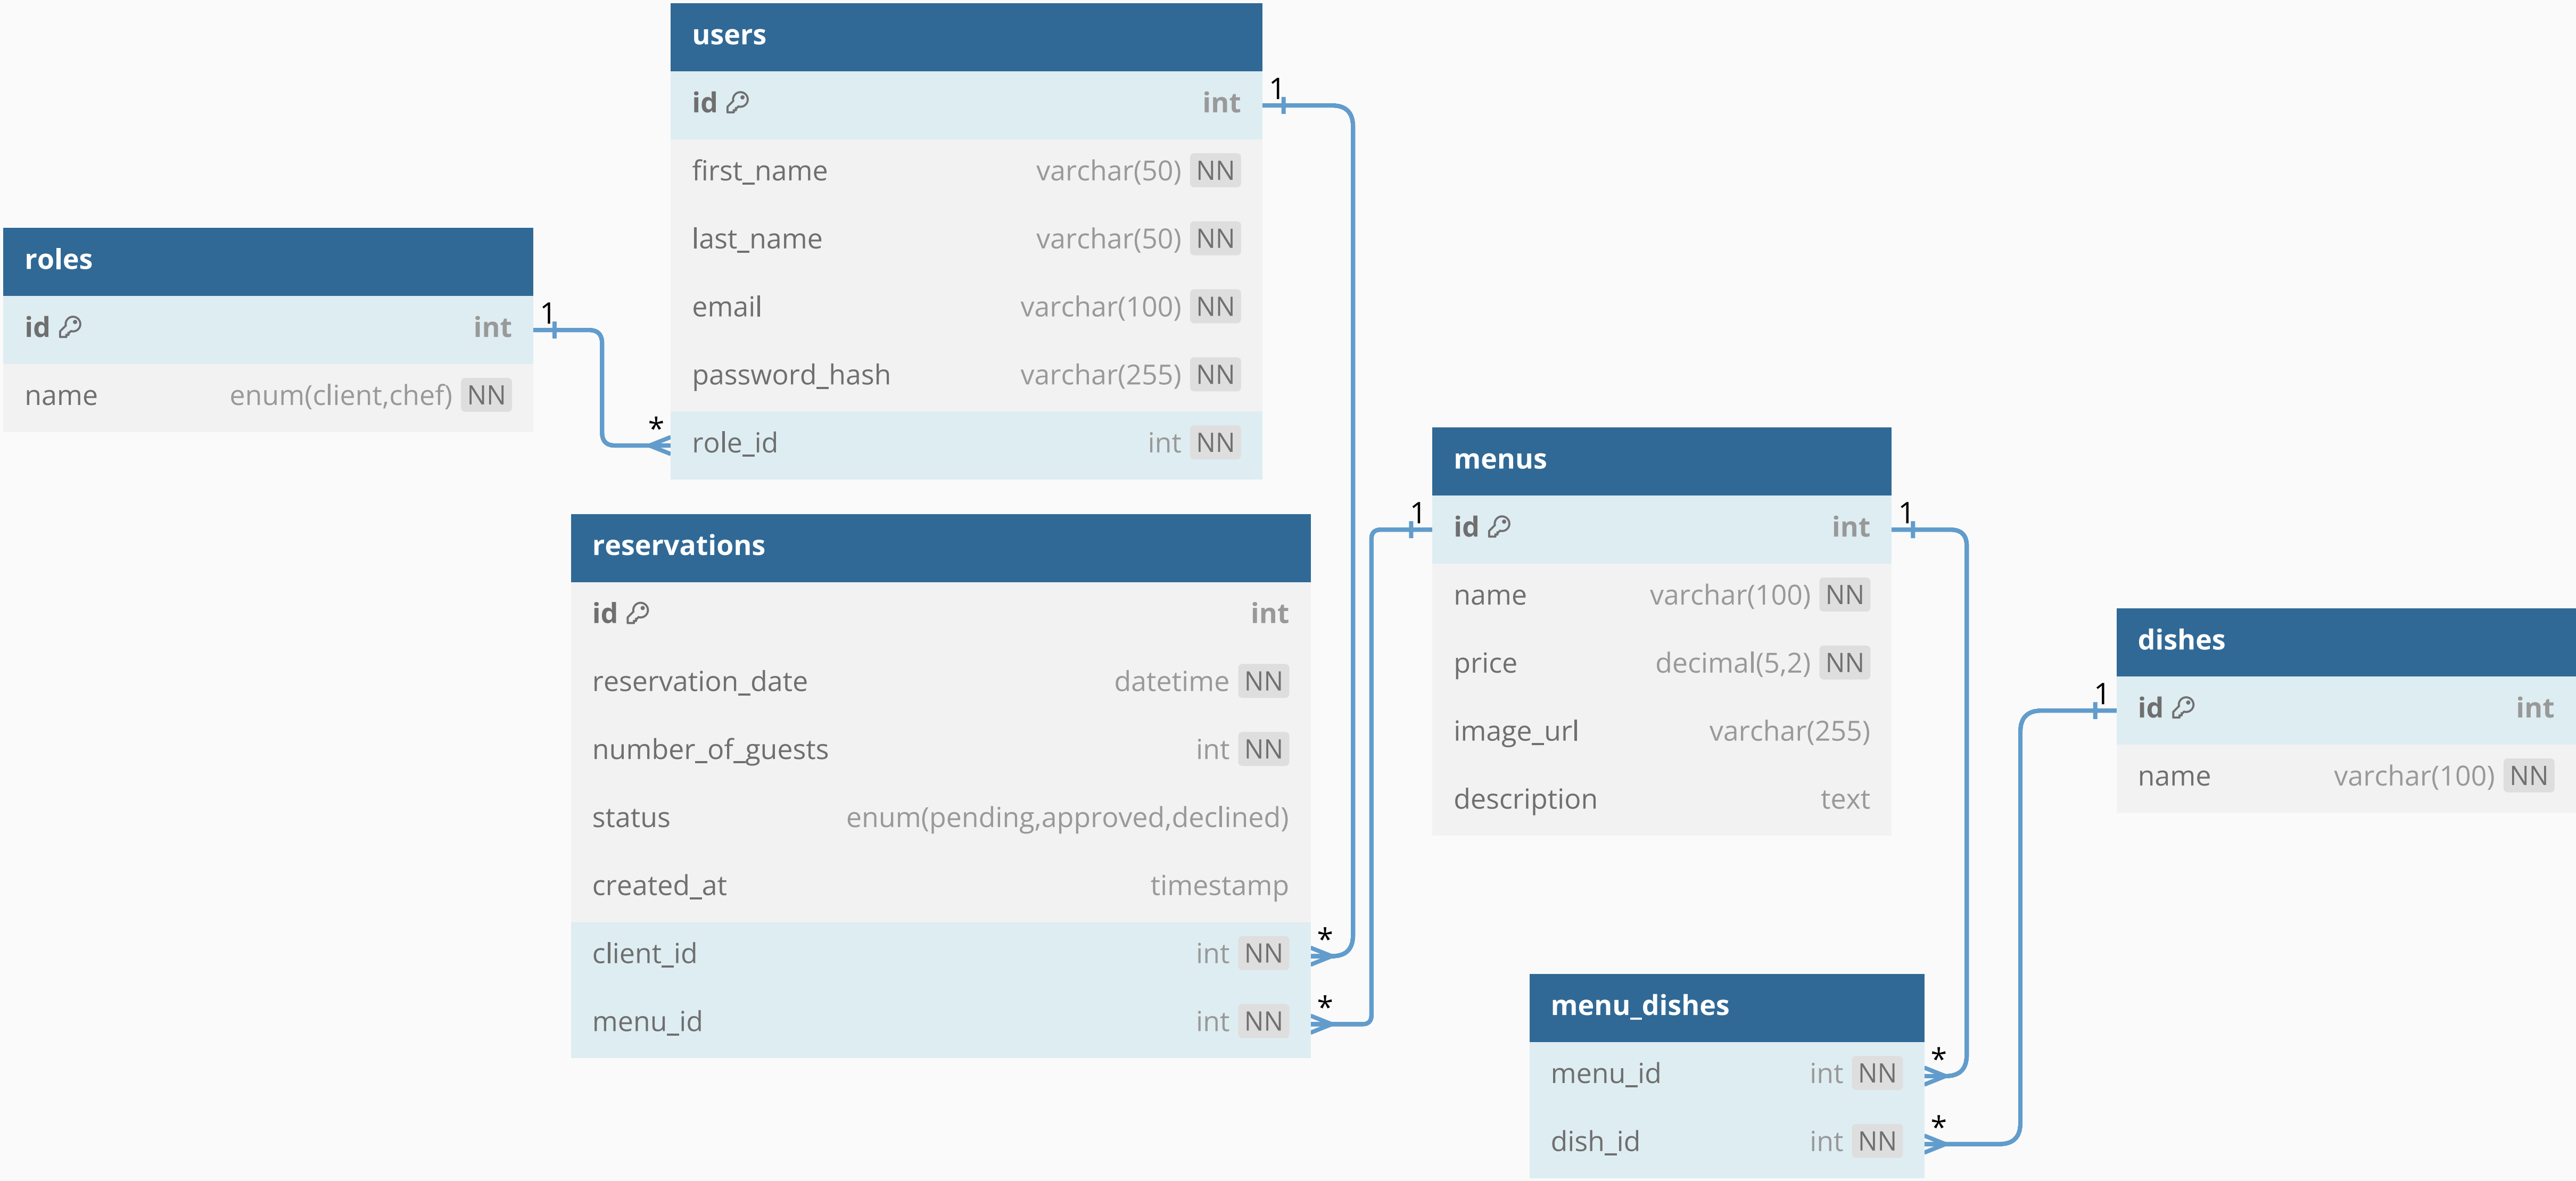 users
id int
first_name varchar(50) NN
last_name varchar(50) NN
email varchar(100) NN
password_hash varchar(255) NN
role_id int NN
roles
id int
name enum(client,chef) NN
1
*
1
reservations
id int
reservation_date datetime NN
number_of_guests int NN
status enum(pending,approved,declined)
created_at timestamp
client_id int NN
menu_id int NN
*
*
menus
1
1
id int
name varchar(100) NN
price decimal(5,2) NN
image_url varchar(255)
description text
dishes
1
id int
name varchar(100) NN
menu_dishes
menu_id int NN
dish_id int NN
*
*